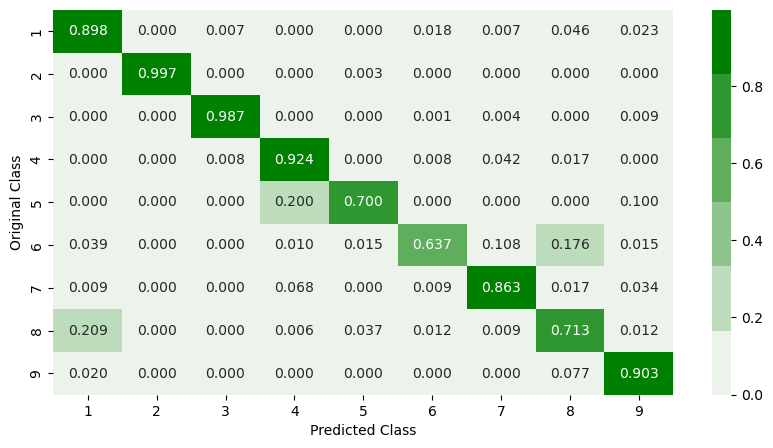 1 0.898 0.000 0.007 0.000 0.000 0.018 0.007 0.046 0.023
2 0.000 0.997 0.000 0.000 0.003 0.000 0.000 0.000 0.000
3 0.000 0.000 0.987 0.000 0.000 0.001 0.004 0.000 0.009
4 0.000 0.000 0.008 0.924 0.000 0.008 0.042 0.017 0.000
5 0.000 0.000 0.000 0.200 0.700 0.000 0.000 0.000 0.100
6 0.039 0.000 0.000 0.010 0.015 0.637 0.108 0.176 0.015
7 0.009 0.000 0.000 0.068 0.000 0.009 0.863 0.017 0.034
8 0.209 0.000 0.000 0.006 0.037 0.012 0.009 0.713 0.012
9 0.020 0.000 0.000 0.000 0.000 0.000 0.000 0.077 0.903
1 2 3 4 5 6 7 8 9
Predicted Class
Original Class
0.8
0.6
0.4
0.2
0.0